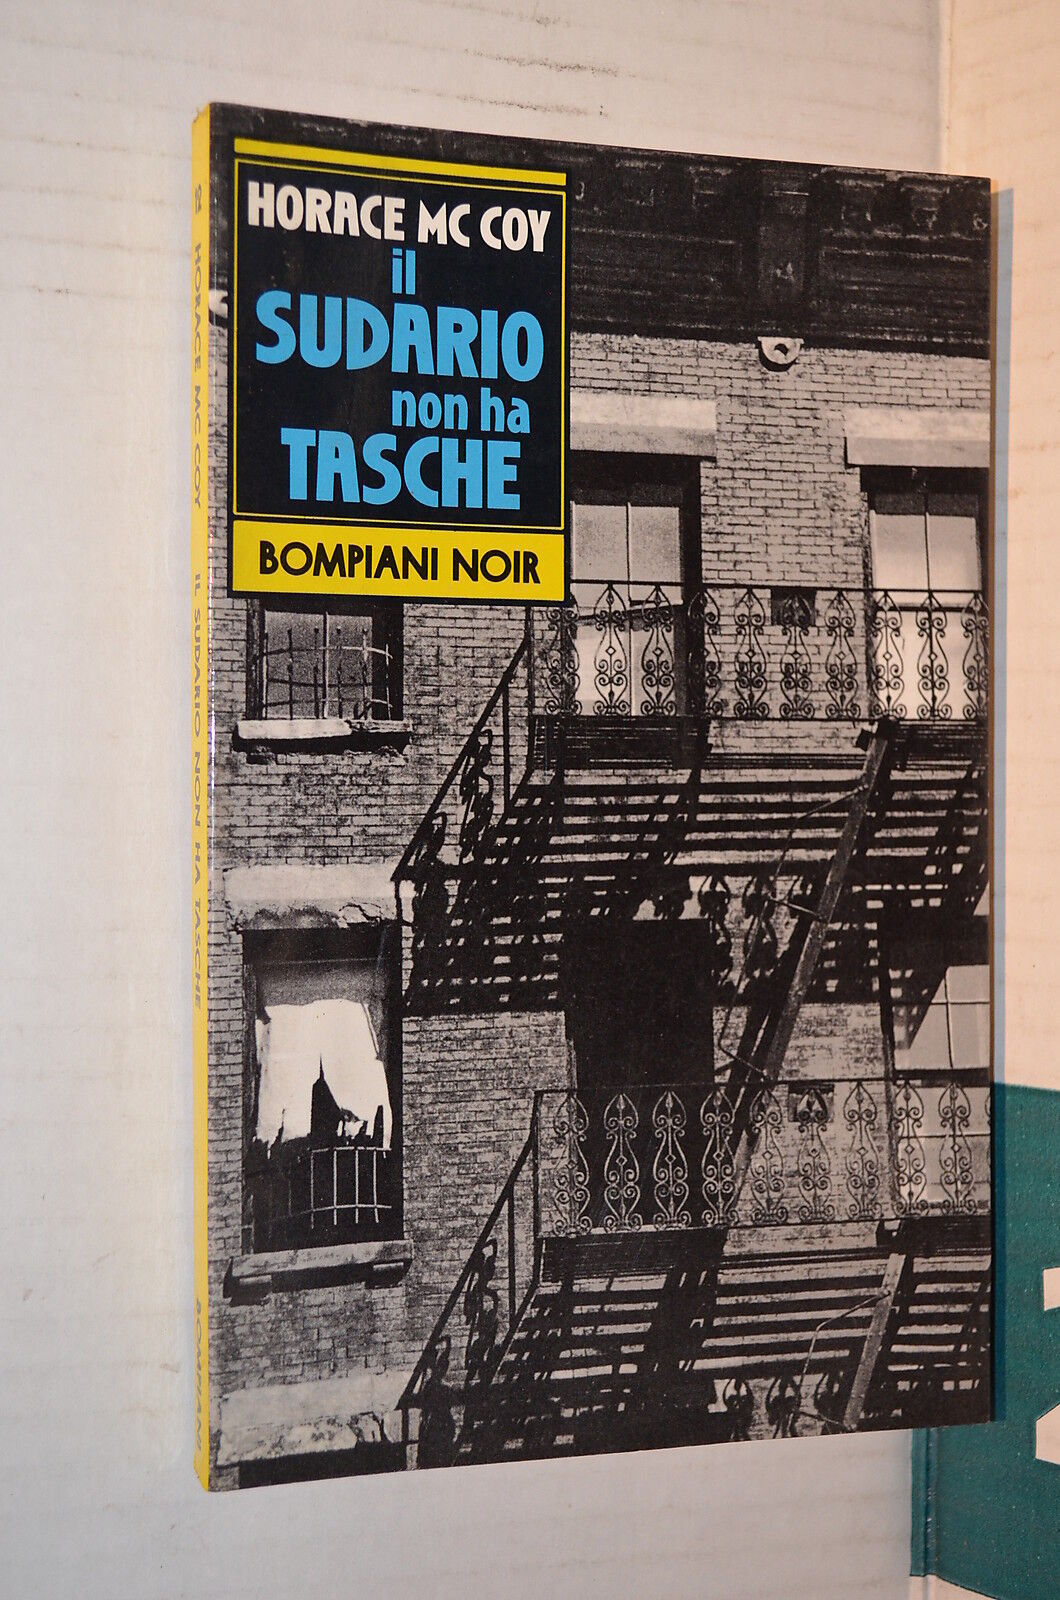 HORACE MC COY
il
SUDARIO
non ha
TASCHE
BOMPIANI NOIR
HORACE MC COY IL SUDARIO NON HA TASCHE BOMPIANI